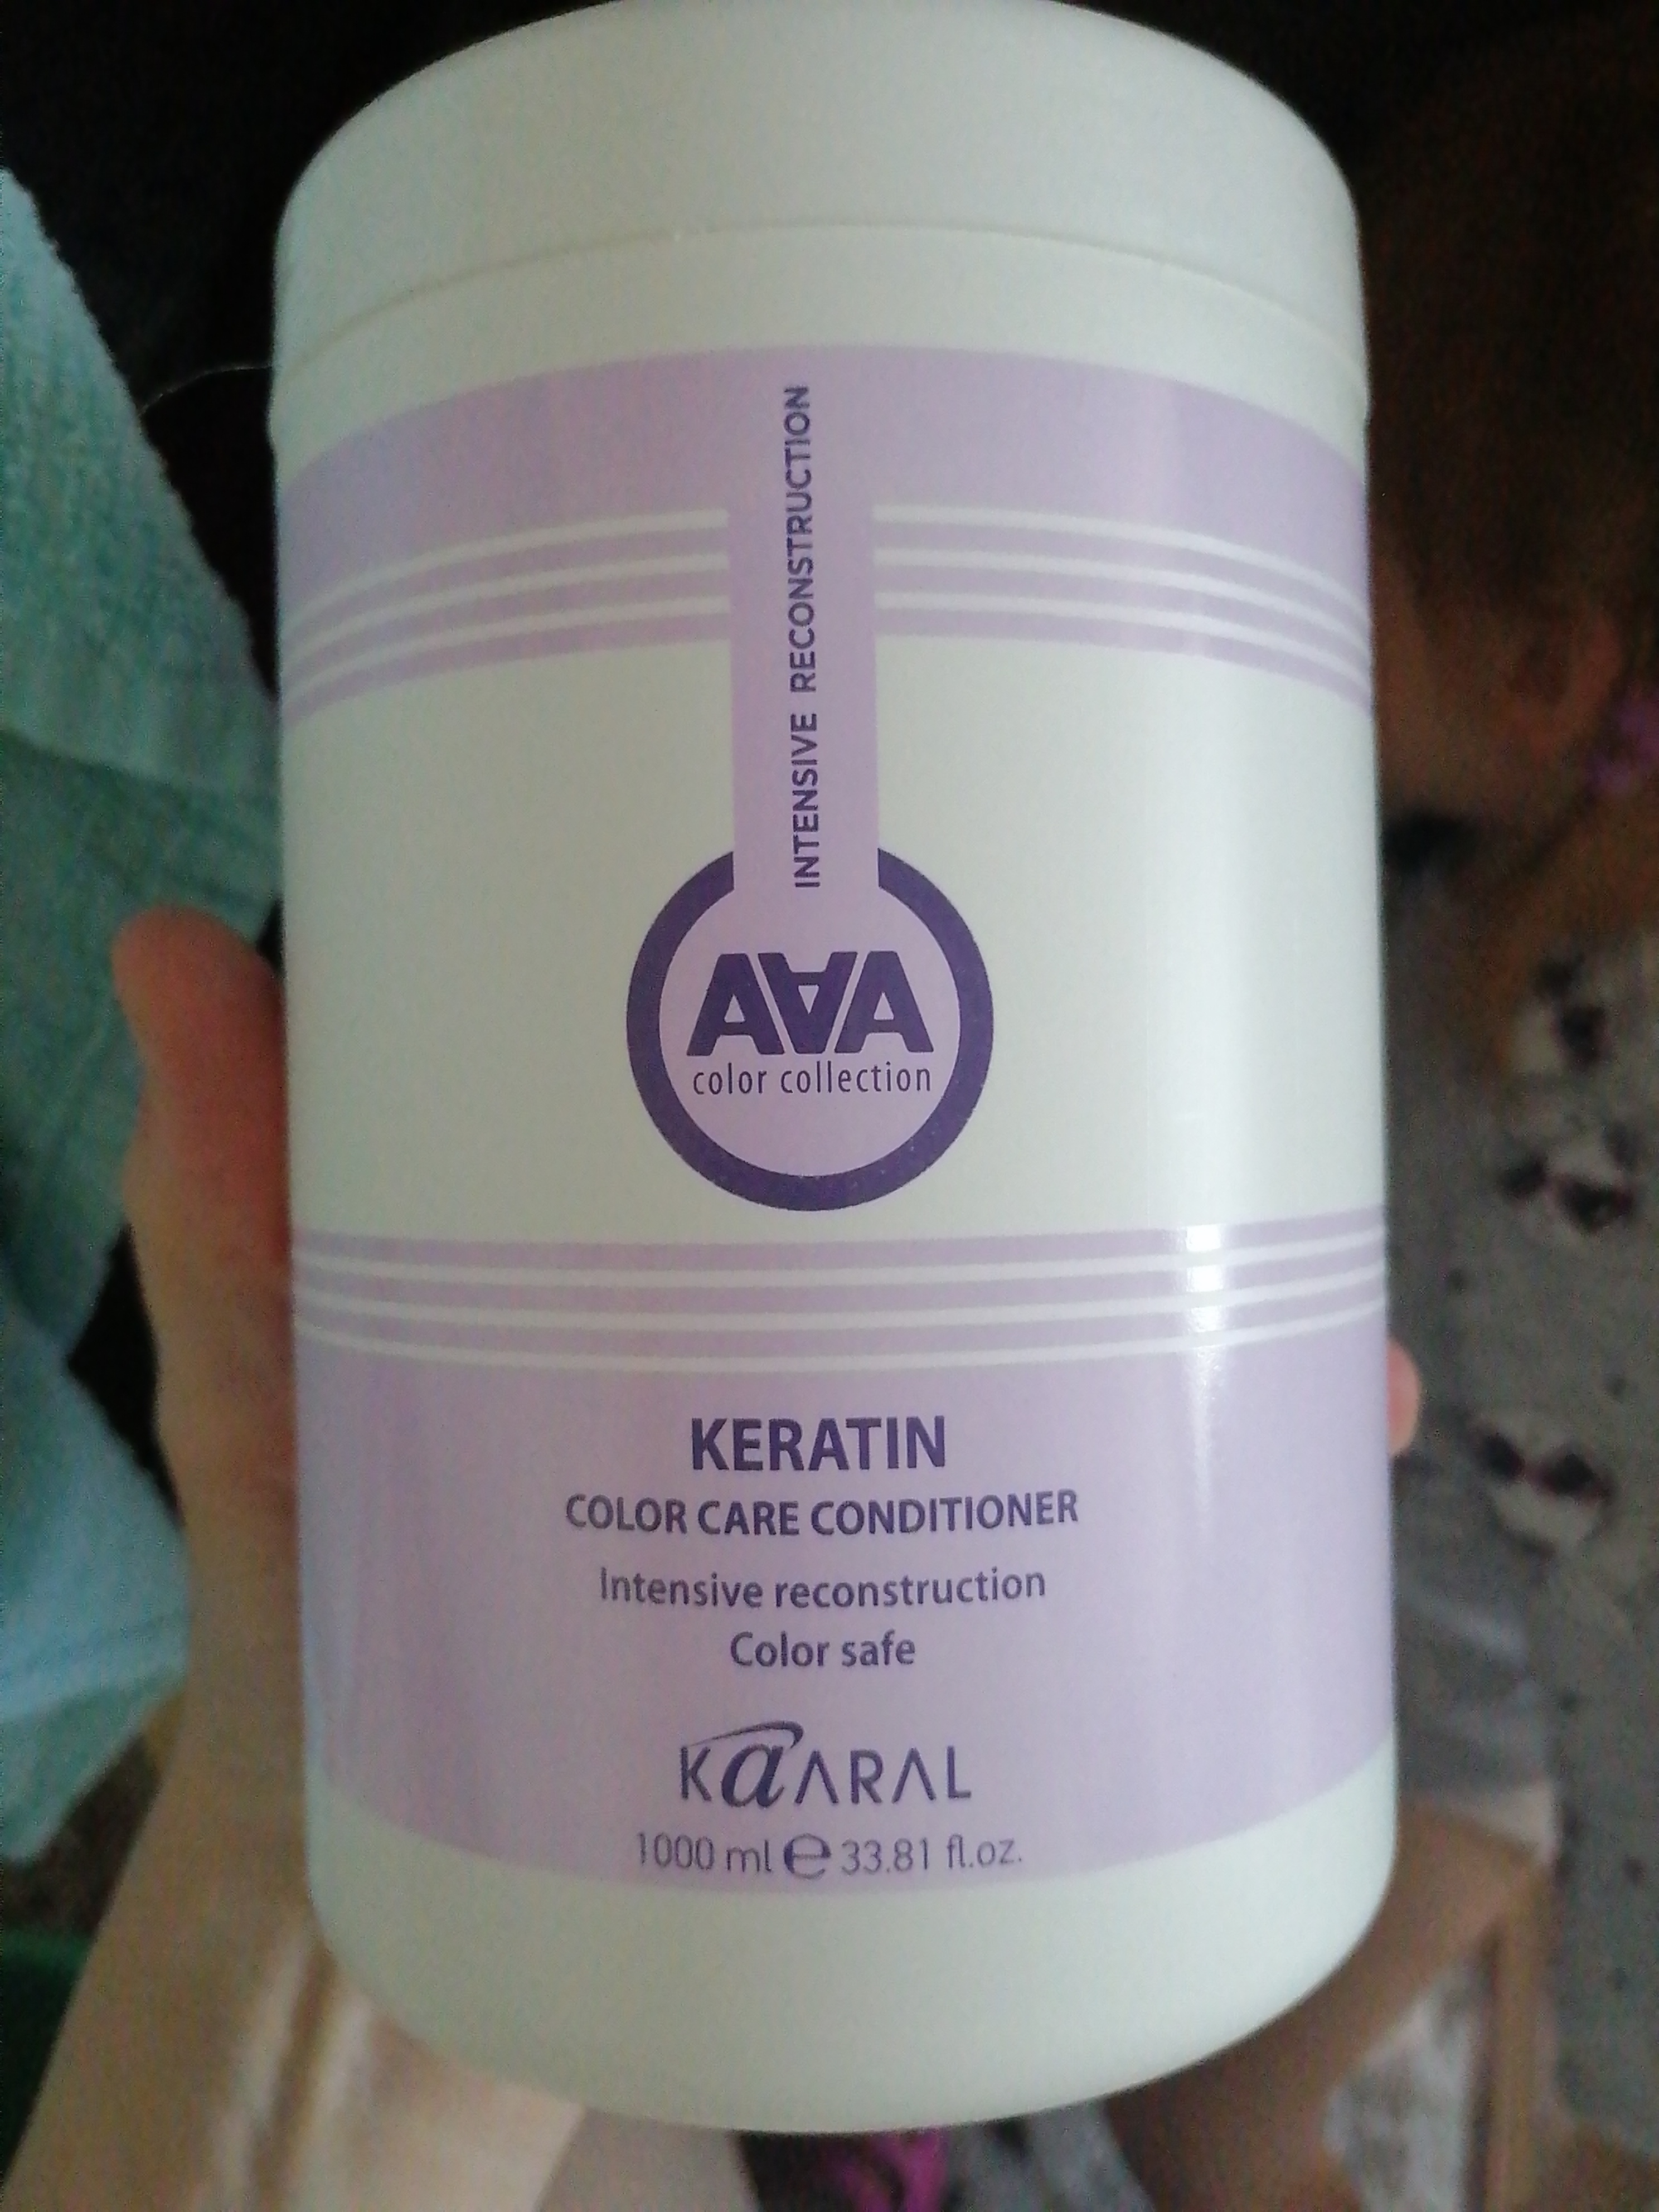 INTENSIVE RECONSTRUCTION
AAA
color collection
KERATIN
COLOR CARE CONDITIONER
Intensive reconstruction
Color safe
KaARAL
1000 ml e 33.81 fl.oz.